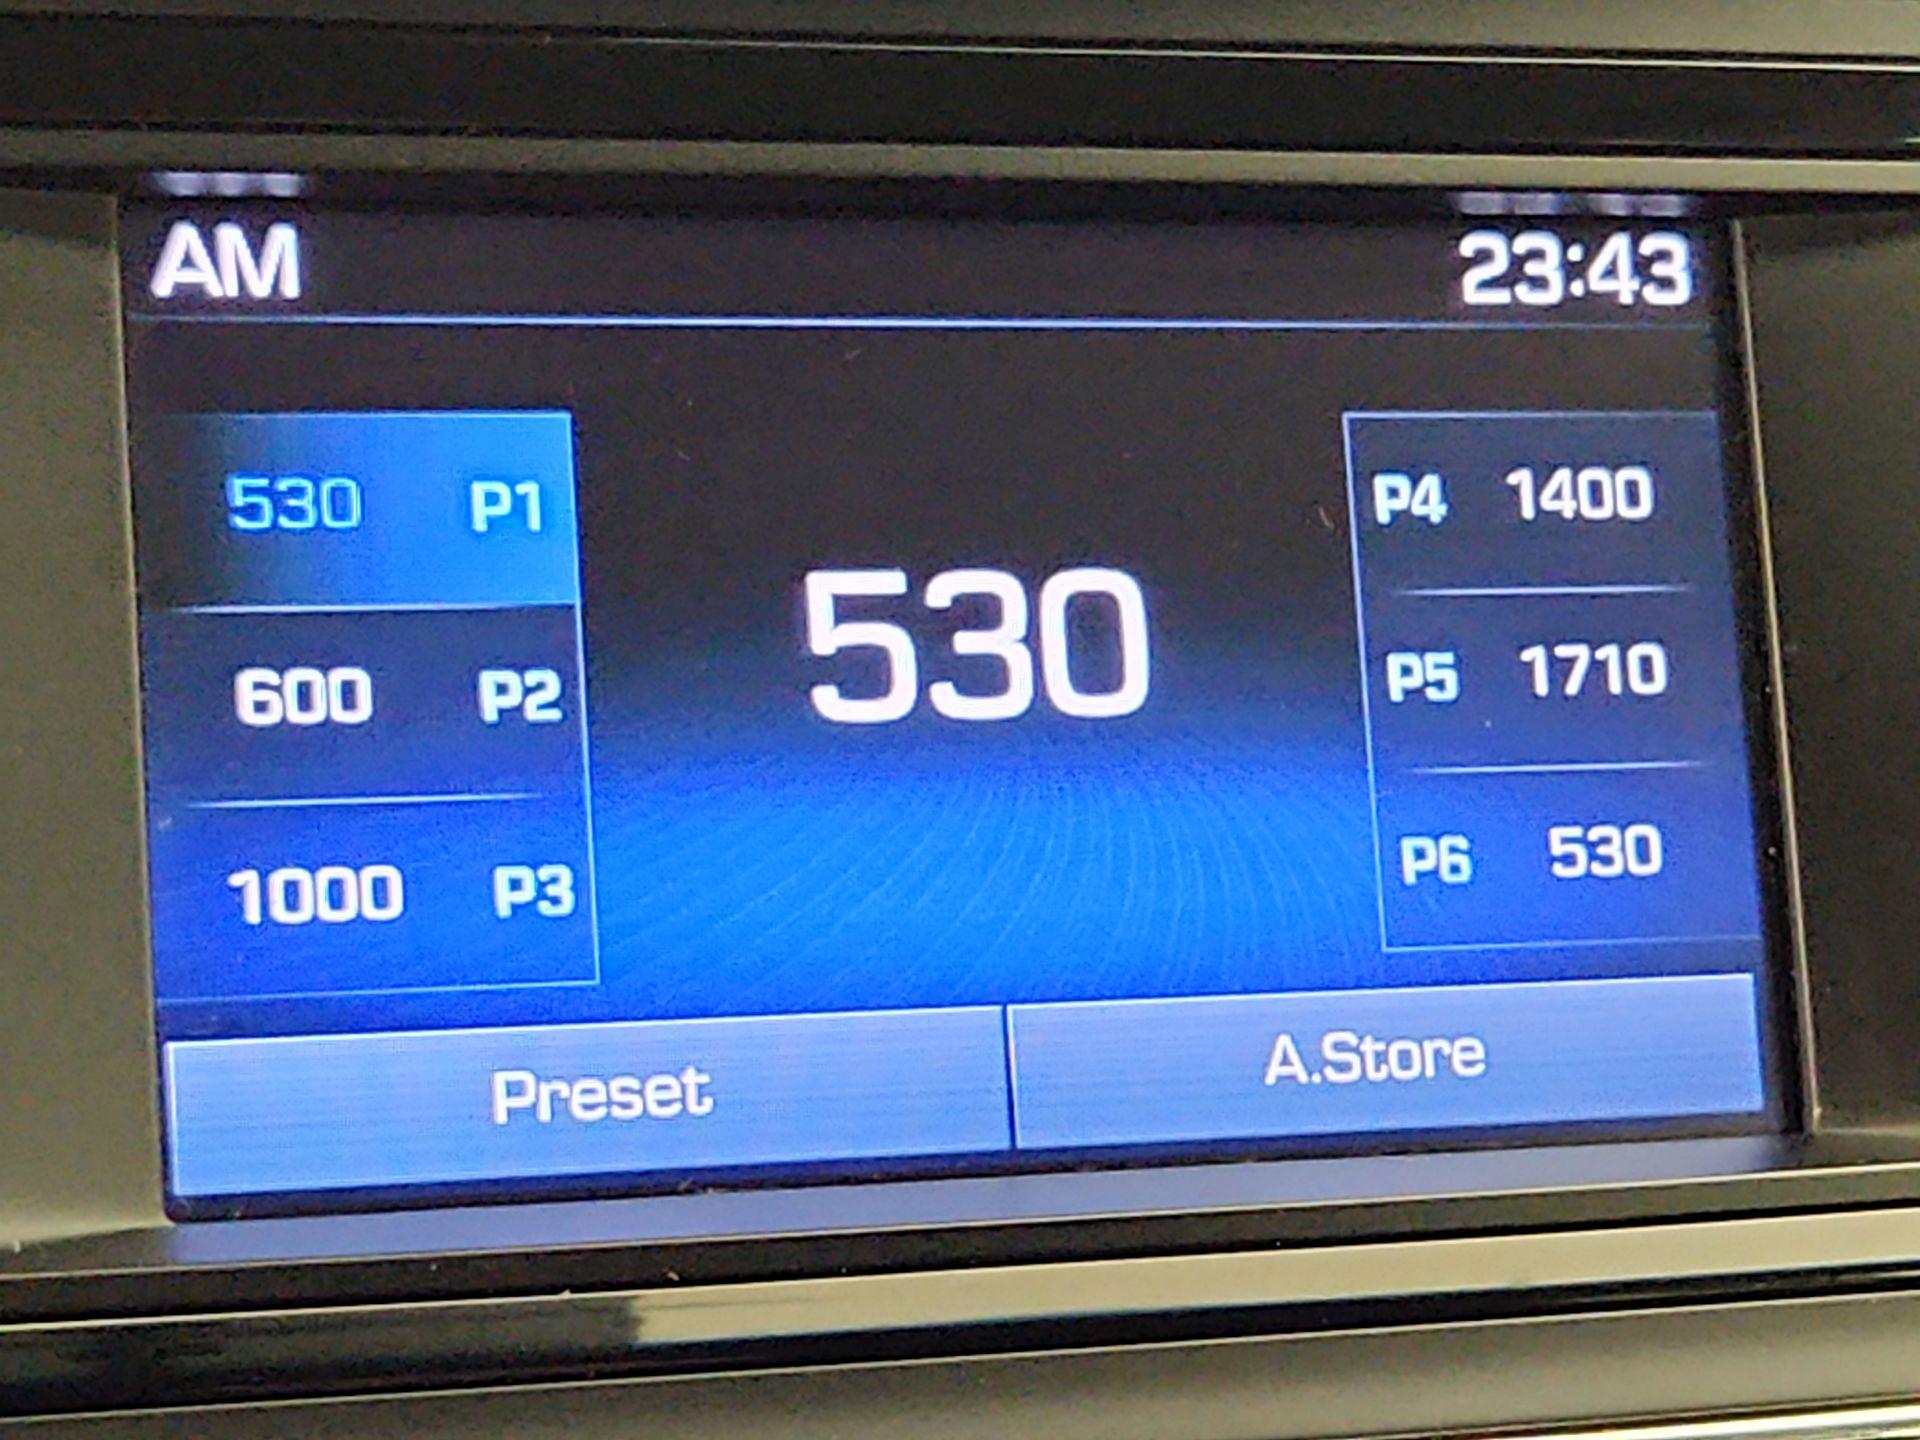 AM 23:43
530 P1
600 P2
1000 P3
530
P4 1400
P5 1710
P6 530
Preset A.Store